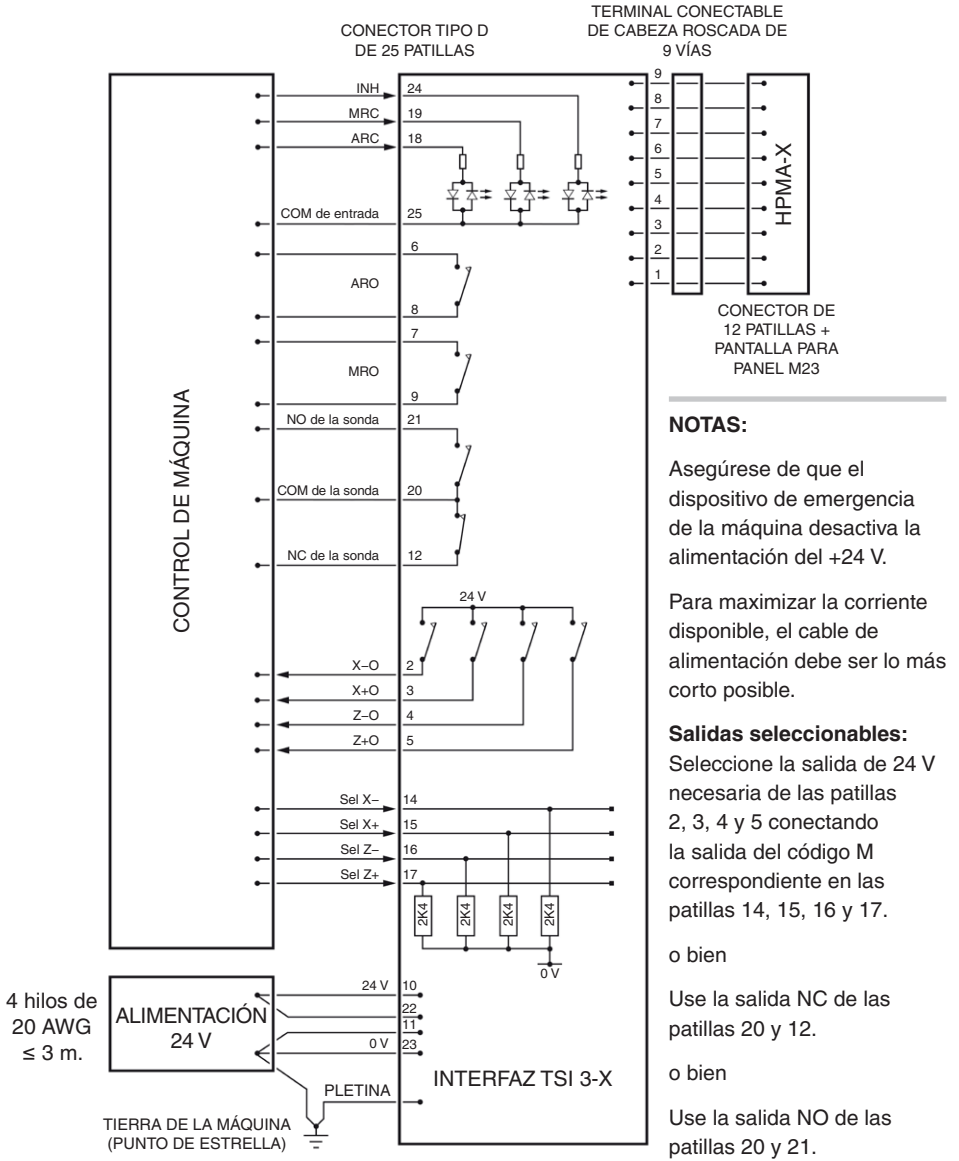 CONECTOR TIPO D
DE 25 PATILLAS
TERMINAL CONECTABLE
DE CABEZA ROSCADA DE
9 VÍAS
INH
24
MRC
19
ARC
18
COM de entrada
25
6
ARO
8
7
MRO
9
NO de la sonda
21
COM de la sonda
20
NC de la sonda
12
CONTROL DE MÁQUINA
24 V
X–O
2
X+O
3
Z–O
4
Z+O
5
Sel X–
14
Sel X+
15
Sel Z–
16
Sel Z+
17
2K4
2K4
2K4
2K4
0 V
4 hilos de
20 AWG
≤ 3 m.
ALIMENTACIÓN
24 V
24 V
10
22
11
0 V
23
PLETINA
INTERFAZ TSI 3-X
TIERRA DE LA MÁQUINA
(PUNTO DE ESTRELLA)
9
8
7
6
5
4
3
2
1
HPMA-X
CONECTOR DE
12 PATILLAS +
PANTALLA PARA
PANEL M23
NOTAS:
Asegúrese de que el
dispositivo de emergencia
de la máquina desactiva la
alimentación del +24 V.
Para maximizar la corriente
disponible, el cable de
alimentación debe ser lo más
corto posible.
Salidas seleccionables:
Seleccione la salida de 24 V
necesaria de las patillas
2, 3, 4 y 5 conectando
la salida del código M
correspondiente en las
patillas 14, 15, 16 y 17.
o bien
Use la salida NC de las
patillas 20 y 12.
o bien
Use la salida NO de las
patillas 20 y 21.